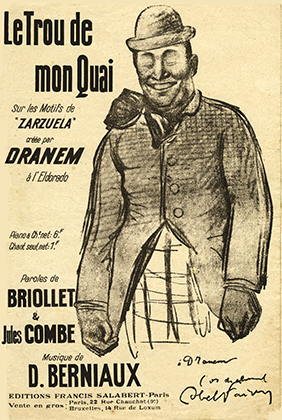 Le Trou de
mon Quai
Sur les Motifs de
"ZARZUELA"
créée par
DRANEM
à l'Eldorado
Piano & Cht net: 6f
Chant seul, net: 1f
Paroles de
BRIOLLET
&
Jules COMBE
Musique de
D. BERNIAUX
EDITIONS FRANCIS SALABERT-Paris
Vente en gros: Paris, 22 Rue Chauchat (9e)
Bruxelles, 14 Rue de Loxum
à Dranem